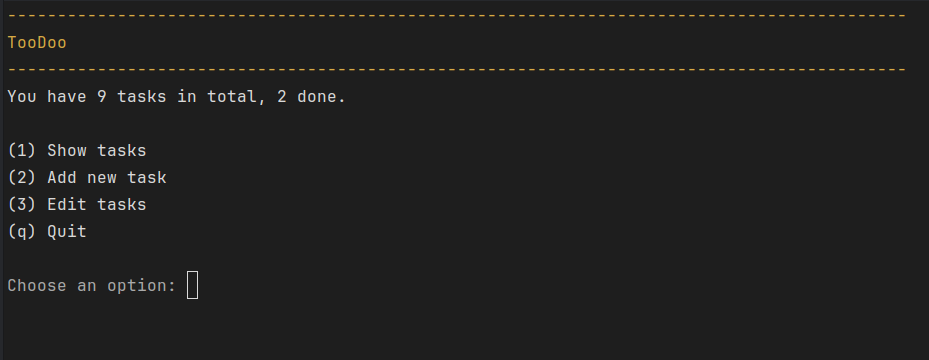 ------------------------------------------------------------------------------------------
TooDoo
------------------------------------------------------------------------------------------
You have 9 tasks in total, 2 done.
(1) Show tasks
(2) Add new task
(3) Edit tasks
(q) Quit
Choose an option: